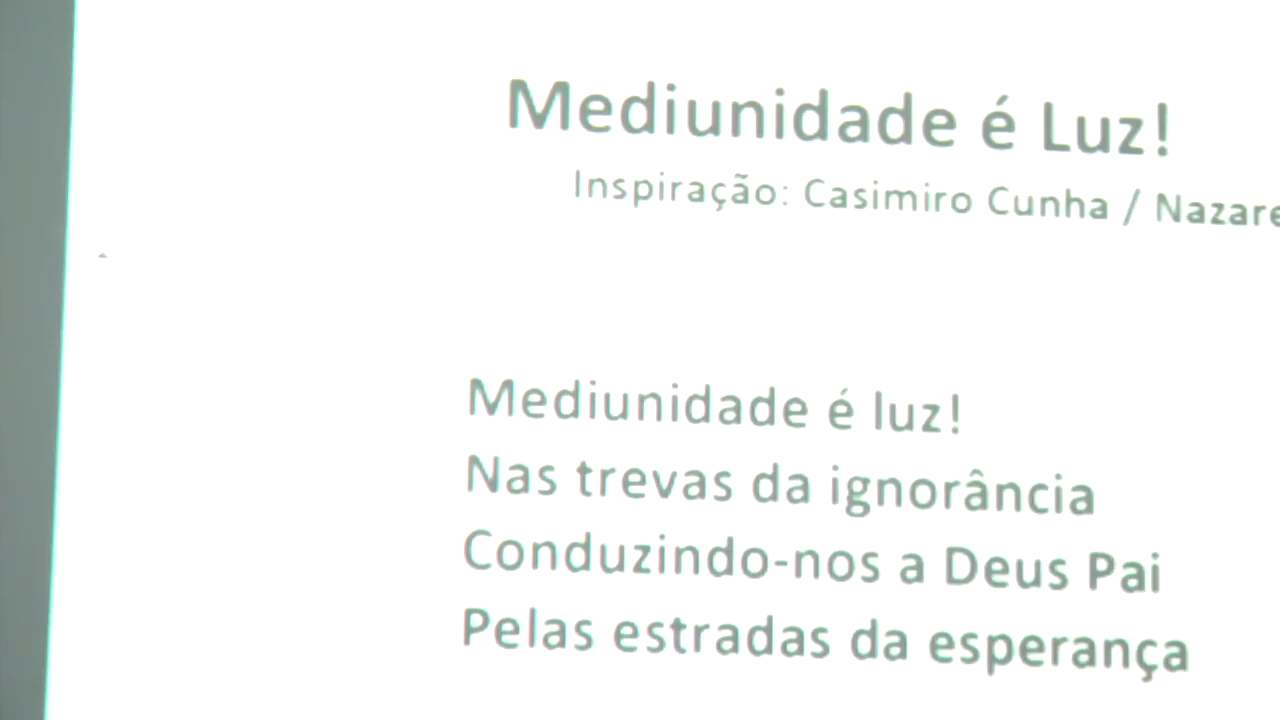 Mediunidade é Luz!
Inspiração: Casimiro Cunha / Nazare
Mediunidade é luz!
Nas trevas da ignorância
Conduzindo-nos a Deus Pai
Pelas estradas da esperança